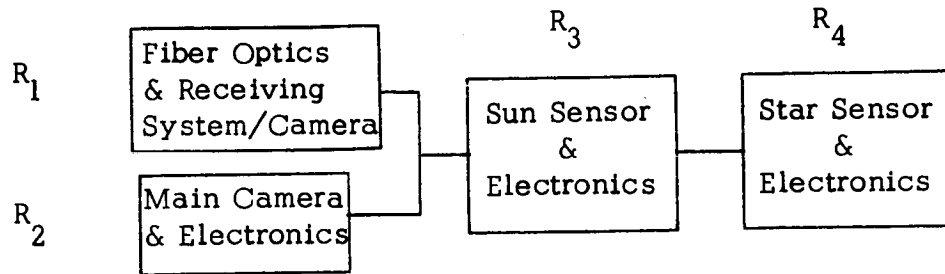 R3
R4
R1
Fiber Optics
& Receiving
System/Camera
Sun Sensor
&
Electronics
Star Sensor
&
Electronics
R2
Main Camera
& Electronics